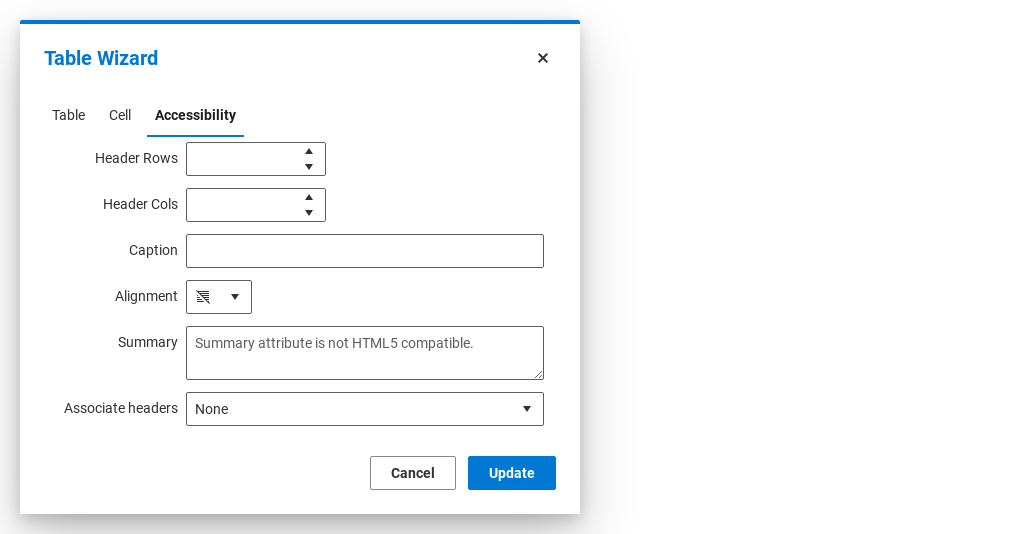 Table Wizard
Table Cell Accessibility
Header Rows
Header Cols
Caption
Alignment
Summary Summary attribute is not HTML5 compatible.
Associate headers None
Cancel Update